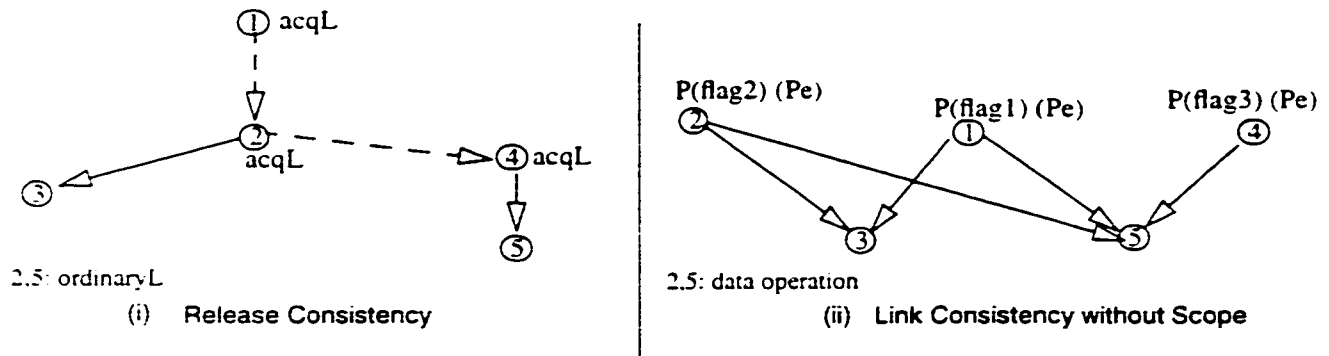 1 acqL
2
acqL
4 acqL
3
5
2.5: ordinaryL
(i) Release Consistency
P(flag2) (Pe)
P(flag1) (Pe)
P(flag3) (Pe)
2
1
4
3
5
2.5: data operation
(ii) Link Consistency without Scope